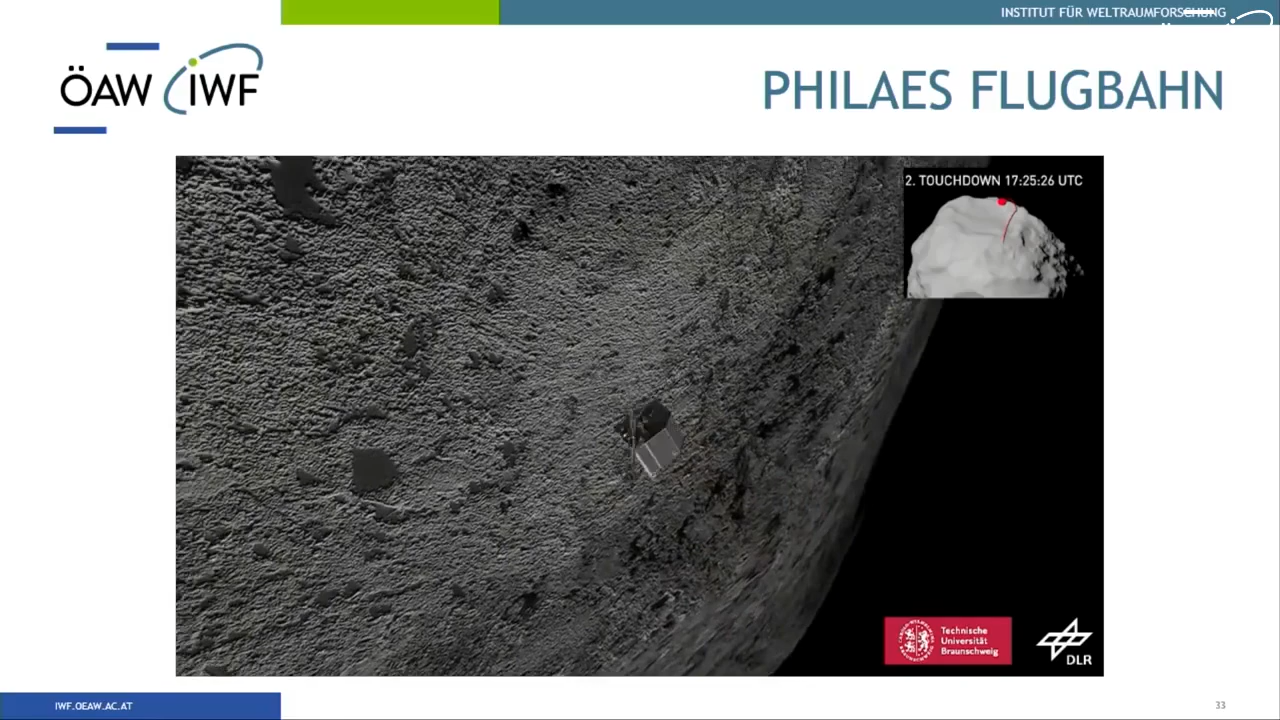 INSTITUT FÜR WELTRAUMFORSCHUNG
ÖAW IWF
PHILAES FLUGBAHN
2. TOUCHDOWN 17:25:26 UTC
Technische
Universität
Braunschweig
DLR
IWF.OEAW.AC.AT
33